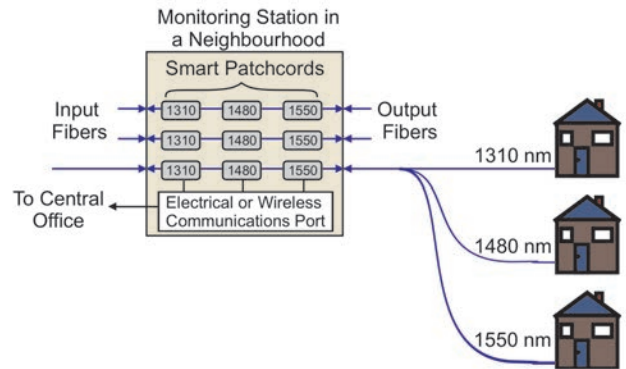 Monitoring Station in
a Neighbourhood
Smart Patchcords
Input
Fibers
1310 1480 1550
Output
Fibers
1310 1480 1550
1310 1480 1550
To Central
Office
Electrical or Wireless
Communications Port
1310 nm
1480 nm
1550 nm